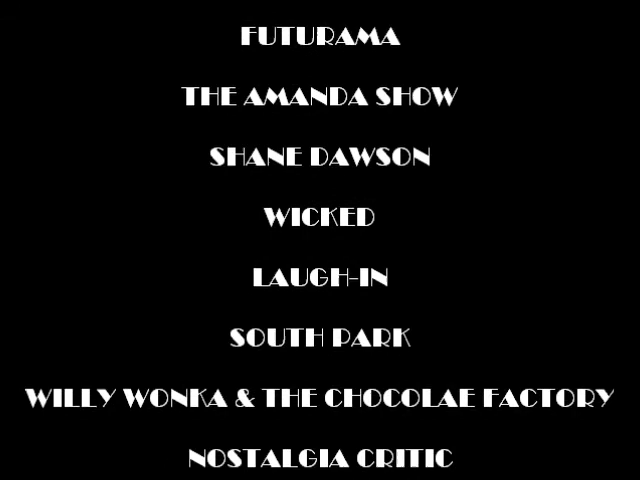 FUTURAMA
THE AMANDA SHOW
SHANE DAWSON
WICKED
LAUGH-IN
SOUTH PARK
WILLY WONKA & THE CHOCOLAE FACTORY
NOSTALGIA CRITIC